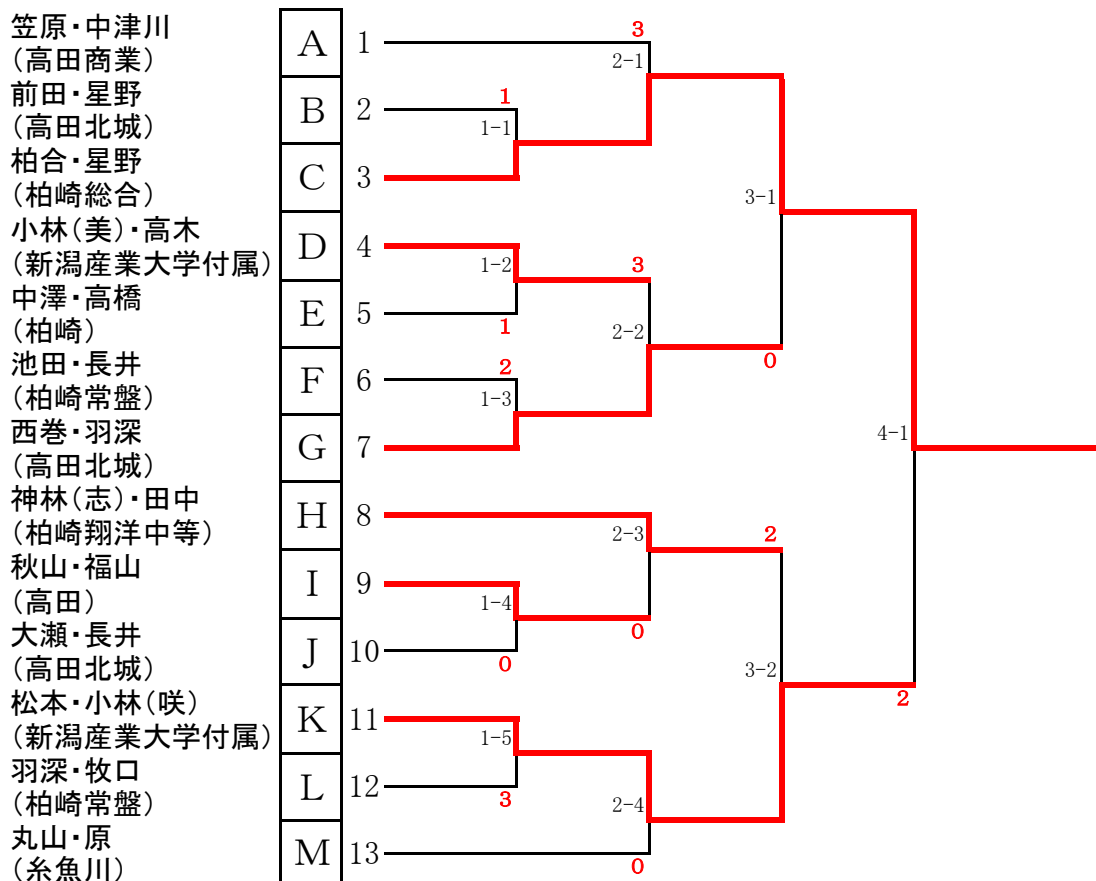 笠原・中津川
(高田商業)
A
1
3
2-1
前田・星野
(高田北城)
B
2
1
1-1
柏合・星野
(柏崎総合)
C
3
3-1
小林(美)・高木
(新潟産業大学付属)
D
4
1-2
3
中澤・高橋
(柏崎)
E
5
1
2-2
0
池田・長井
(柏崎常盤)
F
6
2
1-3
西巻・羽深
(高田北城)
G
7
4-1
神林(志)・田中
(柏崎翔洋中等)
H
8
2-3
2
秋山・福山
(高田)
I
9
1-4
0
大瀬・長井
(高田北城)
J
10
0
3-2
2
松本・小林(咲)
(新潟産業大学付属)
K
11
1-5
羽深・牧口
(柏崎常盤)
L
12
3
2-4
丸山・原
(糸魚川)
M
13
0